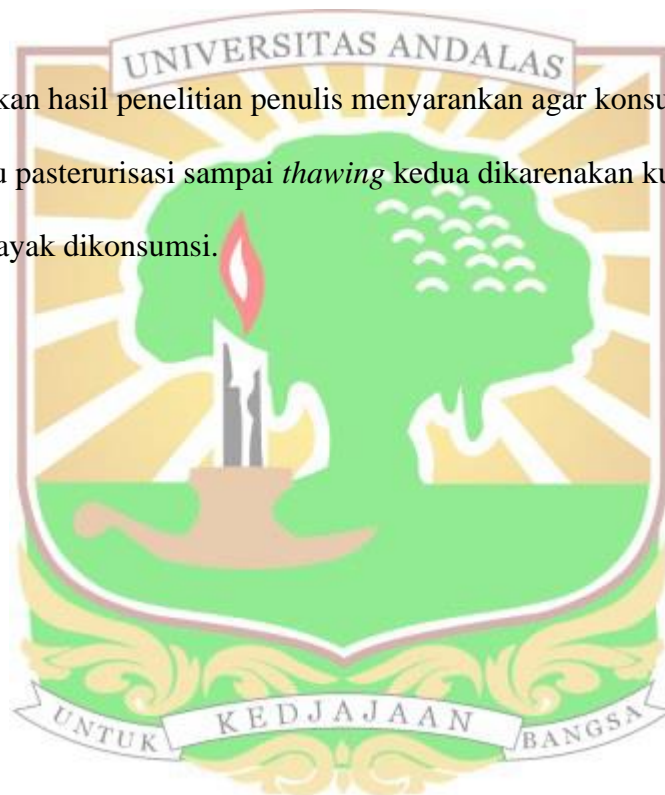 UNIVERSITAS ANDALAS
kan hasil penelitian penulis menyarankan agar konsu
u pasterurisasi sampai thawing kedua dikarenakan ku
ayak dikonsumsi.
UNTUK KEDJAJAAN BANGSA